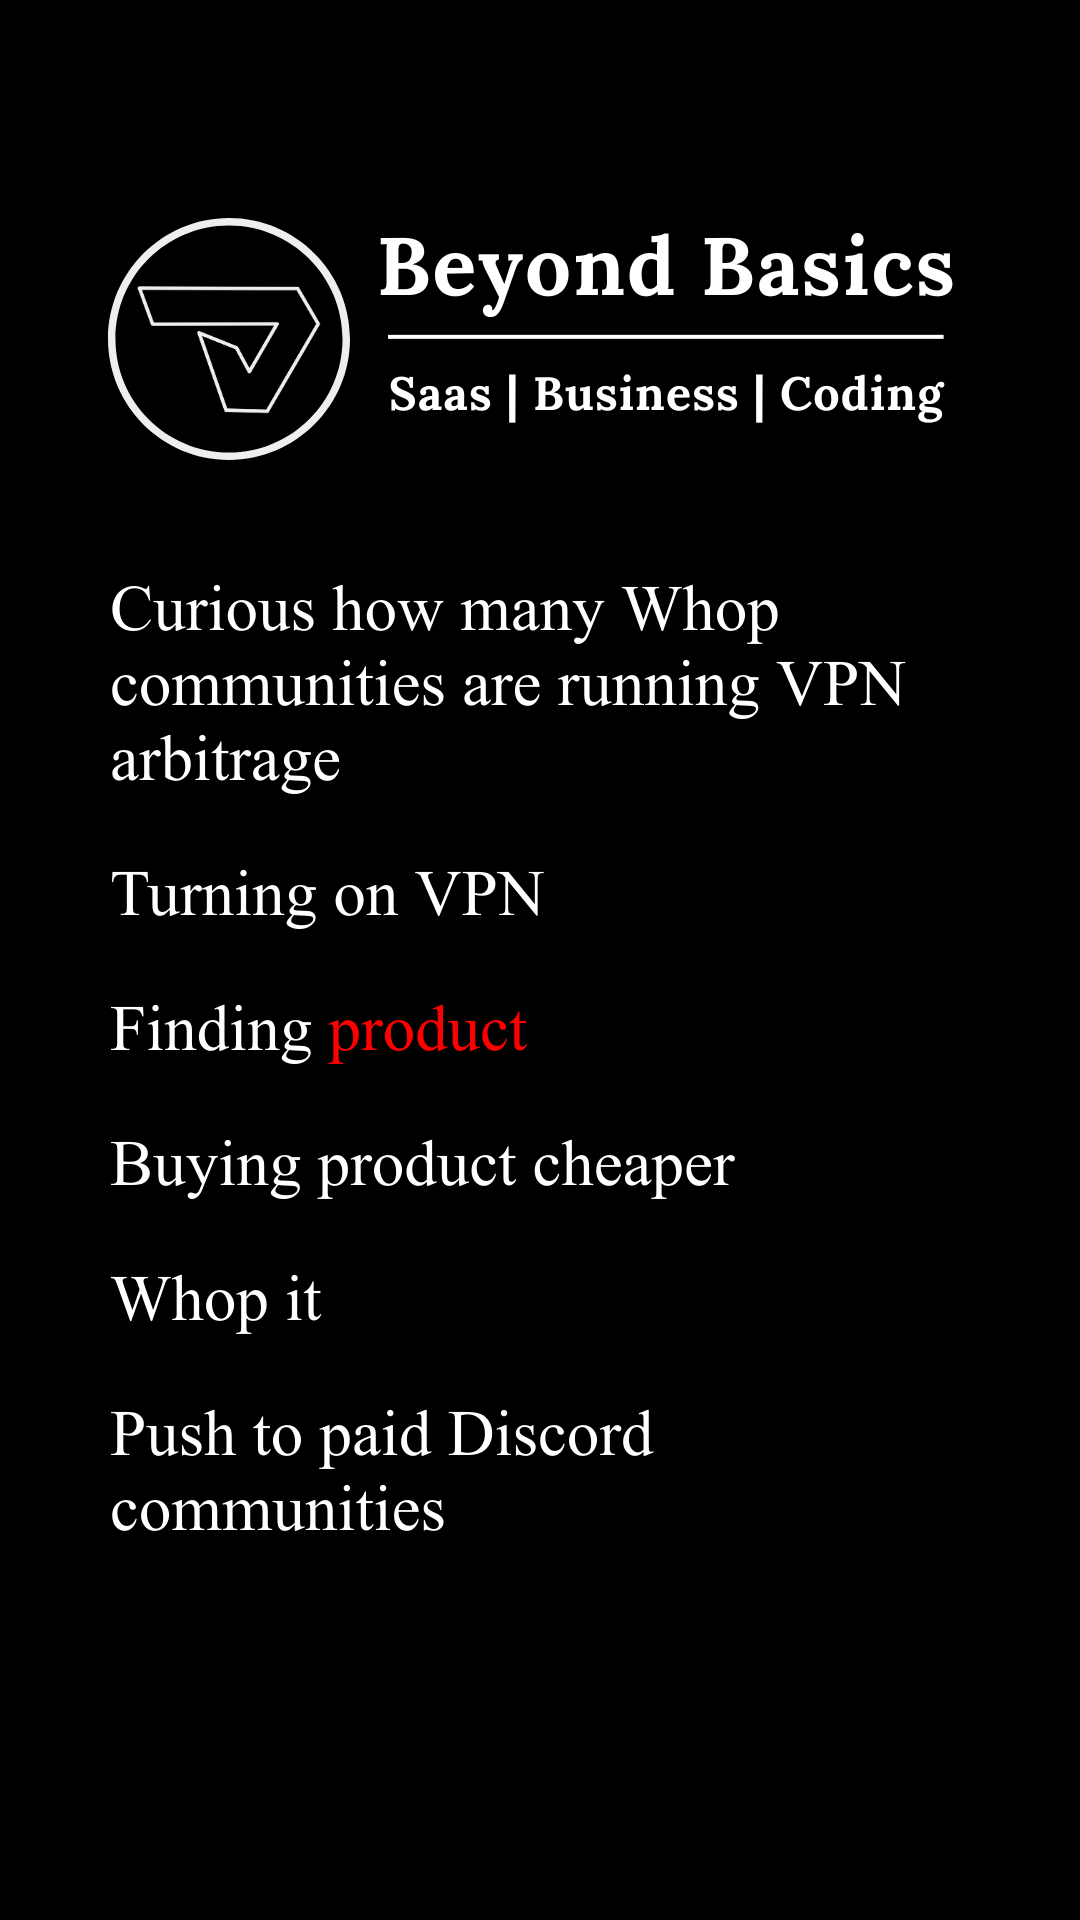 Beyond Basics
Saas | Business | Coding
Curious how many Whop
communities are running VPN
arbitrage
Turning on VPN
Finding product
Buying product cheaper
Whop it
Push to paid Discord
communities